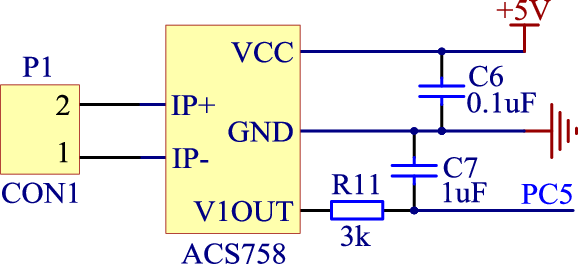 +5V
P1
VCC
C6
2
IP+
0.1uF
GND
1
IP-
C7
R11
1uF
PC5
CON1
V1OUT
3k
ACS758